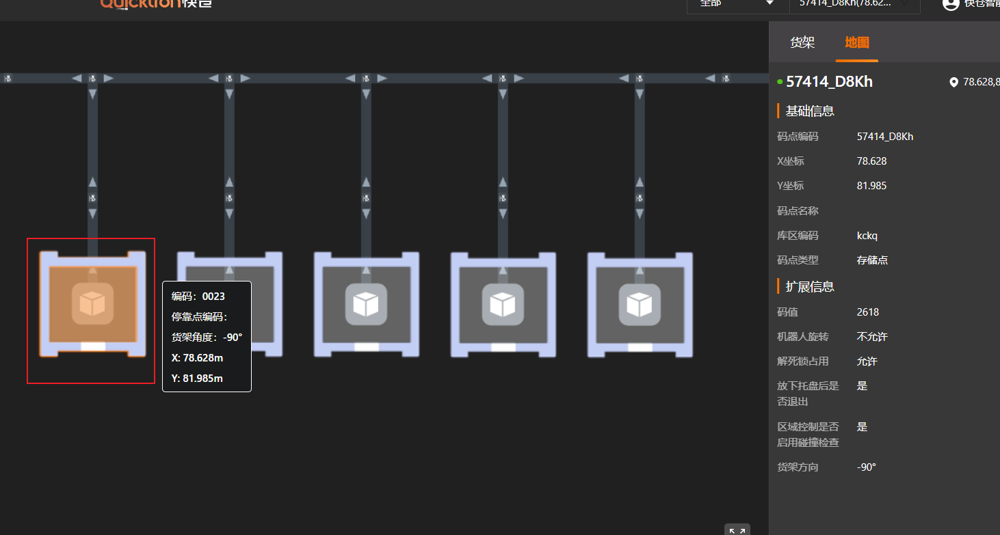 Quicktron快仓
全部
57414_D8Kh(78.62...
快仓智能
货架
地图
57414_D8Kh
78.628,8
基础信息
码点编码 57414_D8Kh
X坐标 78.628
Y坐标 81.985
码点名称
库区编码 kckq
码点类型 存储点
扩展信息
码值 2618
机器人旋转 不允许
解死锁占用 允许
放下托盘后是 是
否退出
区域控制是否 是
启用碰撞检查
货架方向 -90°
编码：0023
停靠点编码：
货架角度：-90°
X: 78.628m
Y: 81.985m